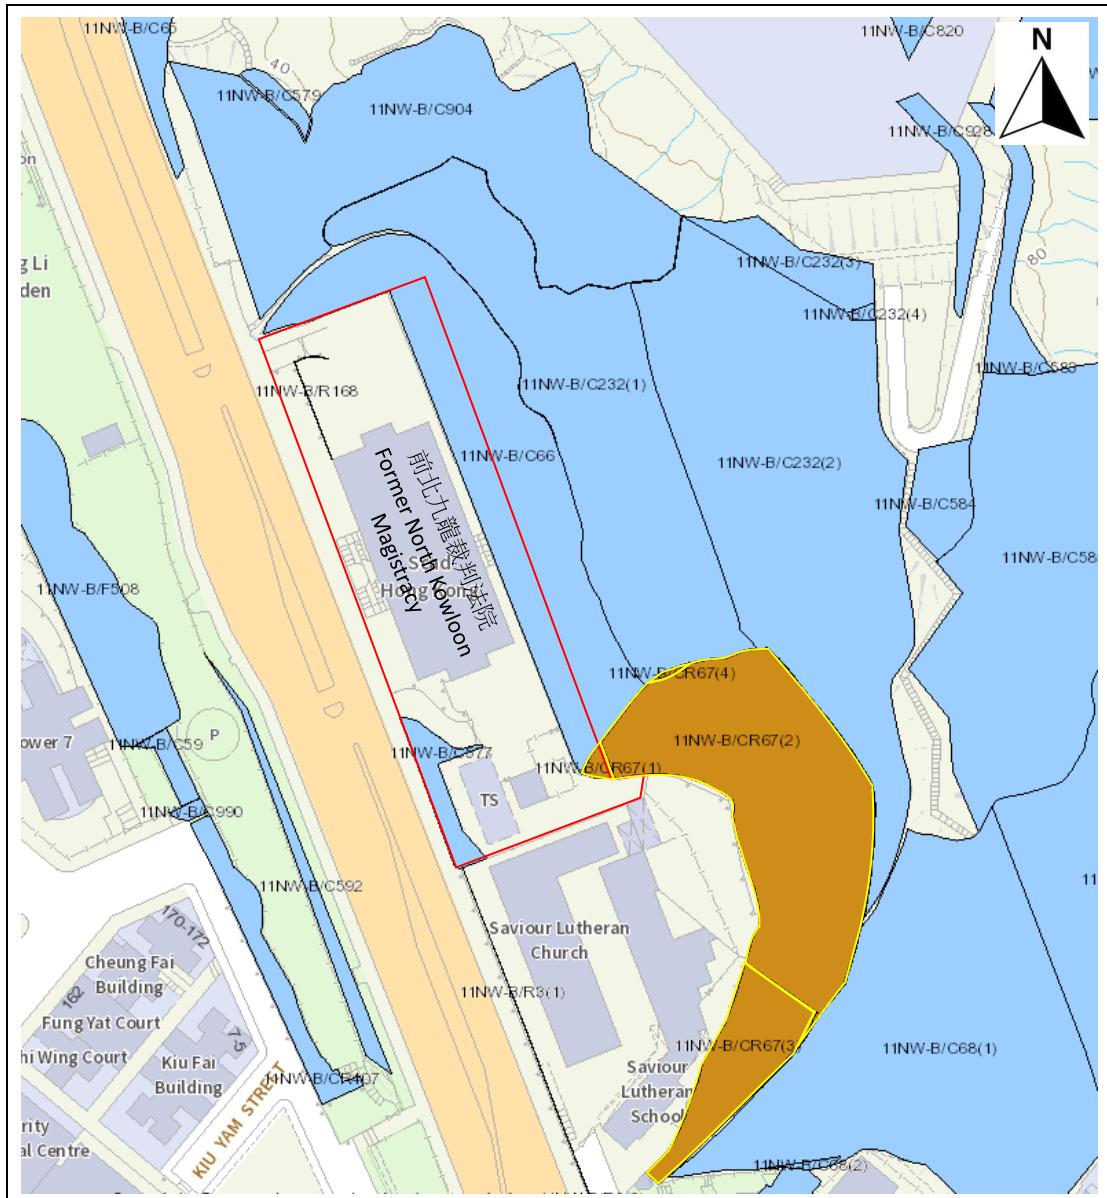 11NW-B/C65
11NW-B/C820
N
40
11NW-B/C579
11NW-B/C904
11NW-B/C928
g Li
den
11NW-B/C232(3)
80
11NW-B/C232(4)
11NW-B/C583
11NW-B/R168
11NW-B/C232(1)
11NW-B/C66
11NW-B/C232(2)
前北九龍裁判法院
Former North Kowloon
Magistracy
Hong Kong
11NW-B/C584
11NW-B/C58
11NW-B/F508
11NW-B/CR67(4)
P
ower 7
11NW-B/C59
11NW-B/C577
11NW-B/CR67(2)
11NW-B/CR67(1)
TS
11NW-B/C990
11NW-B/C592
11
170-172
Saviour Lutheran
Church
Cheung Fai
Building
162
11NW-B/R3(1)
Fung Yat Court
7-5
hi Wing Court
Kiu Fai
Building
11NW-B/CR67(3)
11NW-B/C68(1)
Saviour
Lutheran
School
11NW-B/CR407
KIU YAM STREET
rity
al Centre
11NW-B/C68(2)